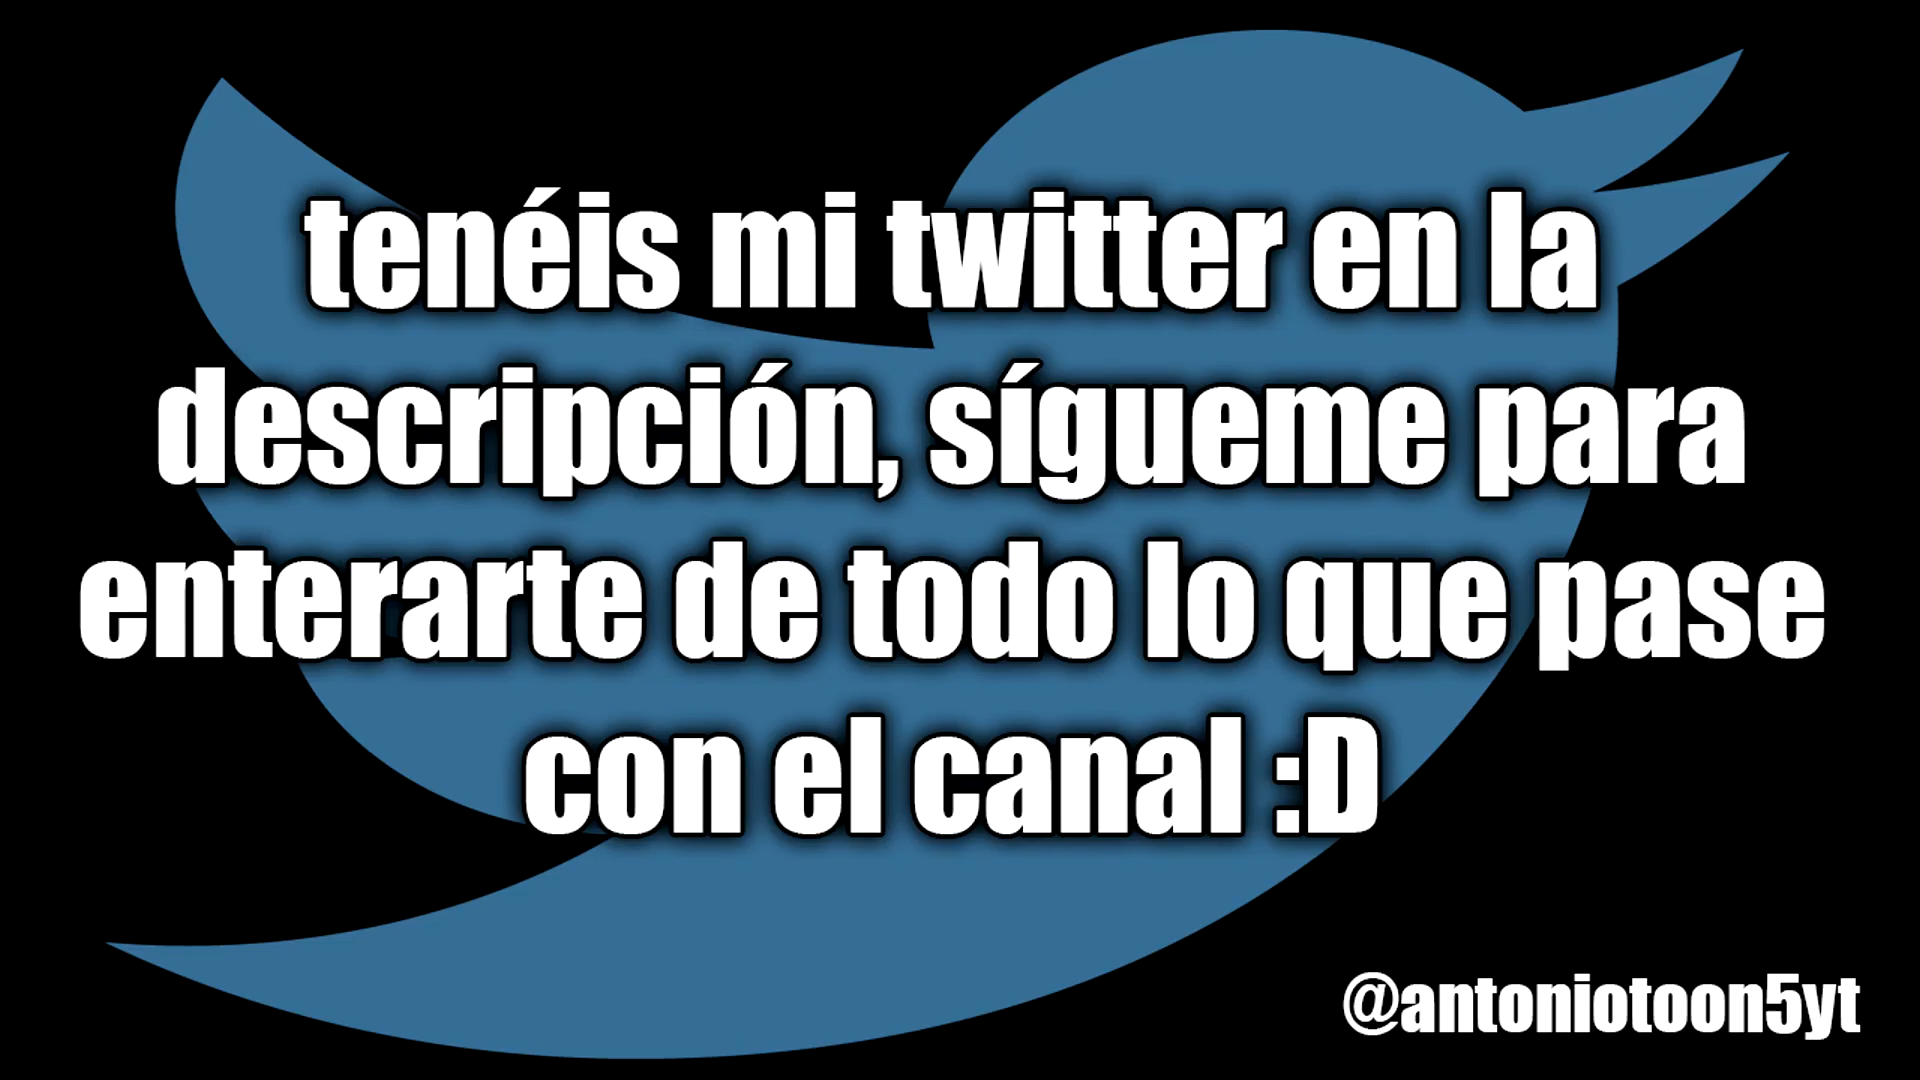 tenéis mi twitter en la
descripción, sígueme para
enterarte de todo lo que pase
con el canal :D
@antoniotoon5yt